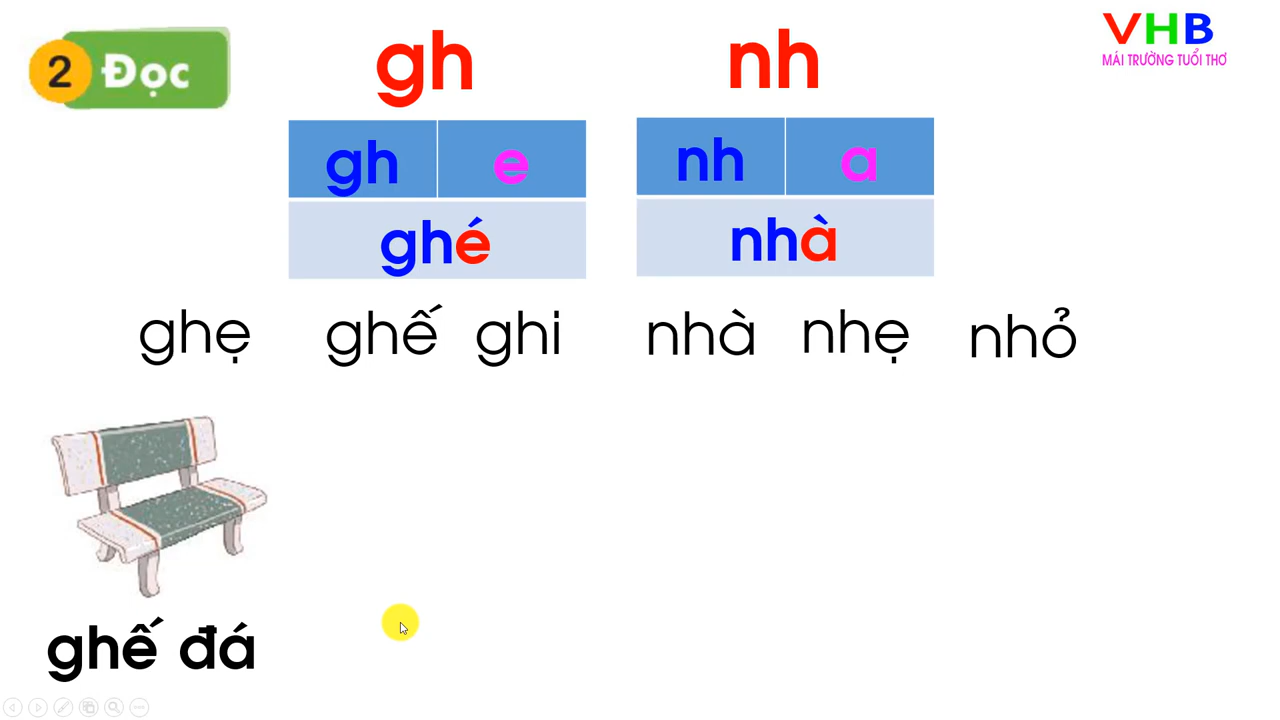 2 Đọc
gh nh
VHB
MÁI TRƯỜNG TUỔI THƠ
gh e
ghé
nh a
nhà
ghẹ ghế ghi nhà nhẹ nhỏ
ghế đá